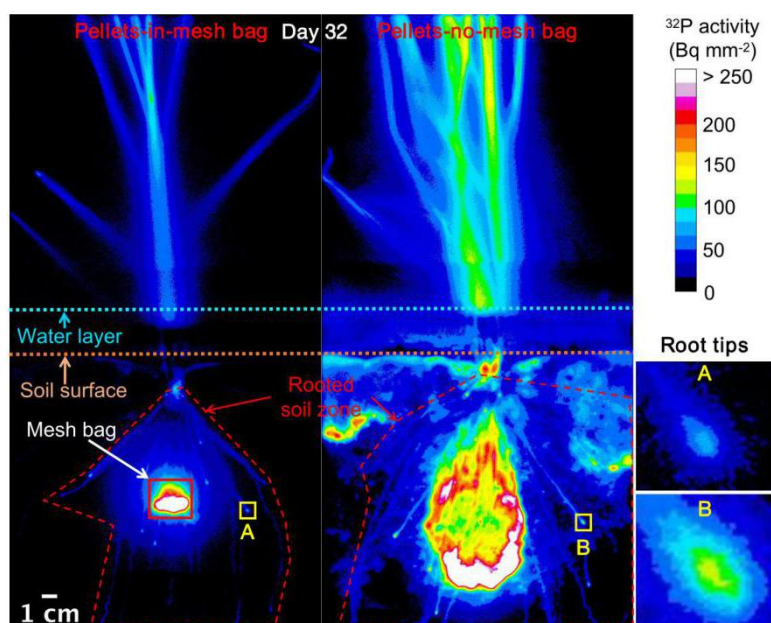 Pellets-in-mesh bag Day 32 Pellets-no-mesh bag
³²P activity
(Bq mm⁻²)
> 250
200
150
100
50
0
Water layer
Soil surface
Rooted
soil zone
Mesh bag
A
B
1 cm
Root tips
A
B